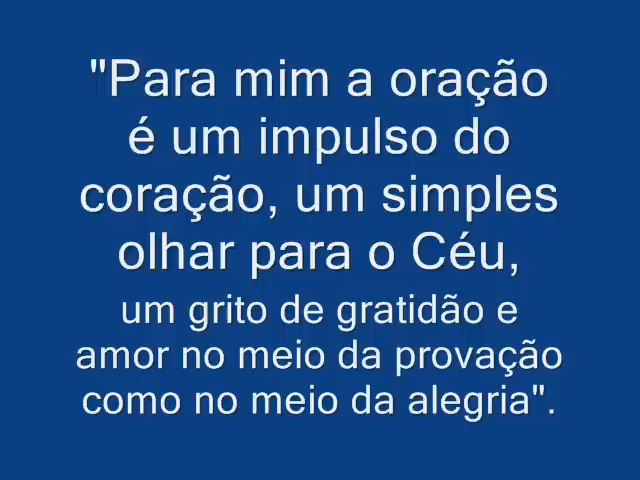 "Para mim a oração
é um impulso do
coração, um simples
olhar para o Céu,
um grito de gratidão e
amor no meio da provação
como no meio da alegria".